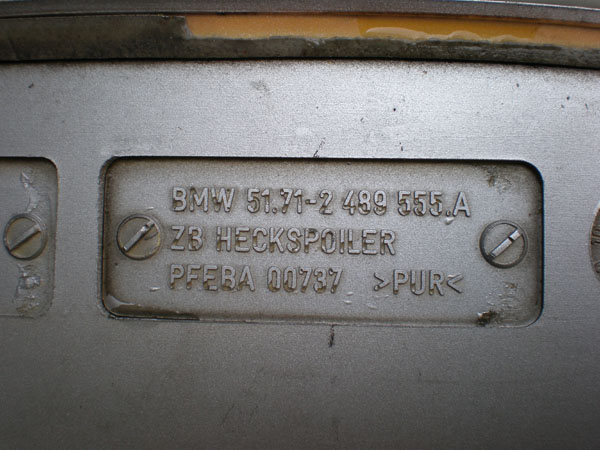 BMW 51.71-2 489 555.A
ZB HECKSPOILER
PFEBA 00737 >PUR<